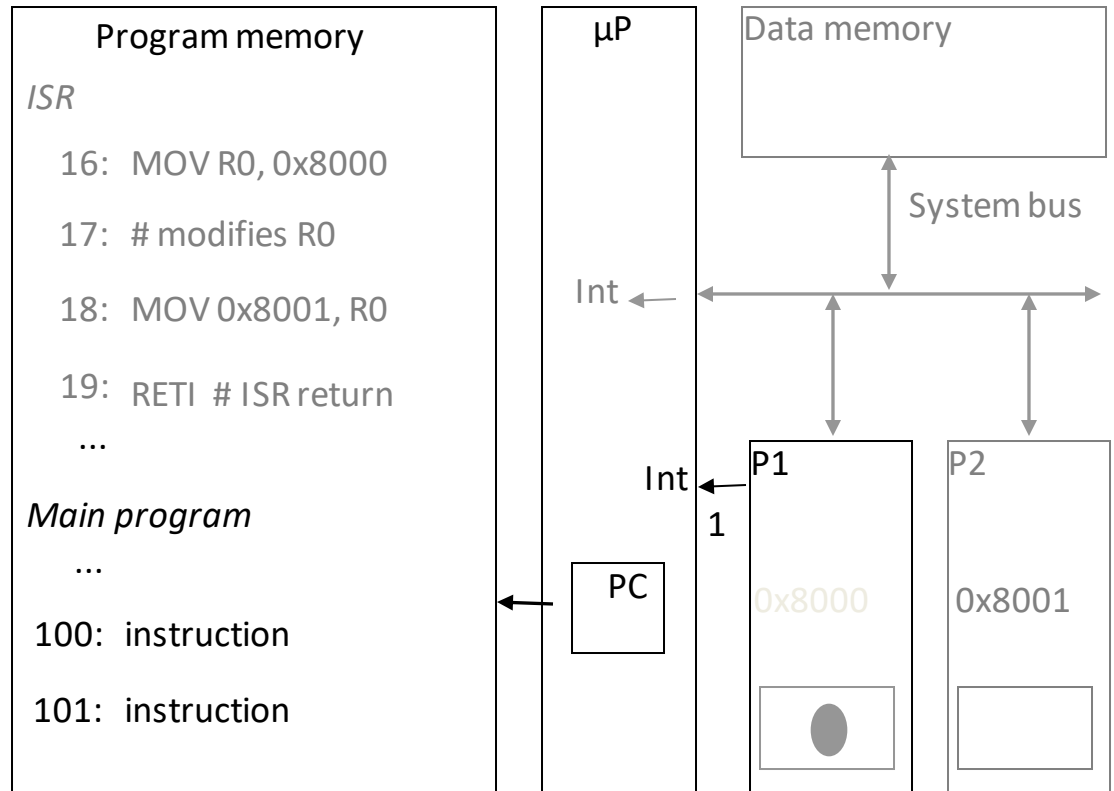 Program memory
ISR
16: MOV R0, 0x8000
17: # modifies R0
18: MOV 0x8001, R0
19: RETI # ISR return
...
Main program
...
100: instruction
101: instruction
µP
Int
Int
1
PC
Data memory
System bus
P1
0x8000
P2
0x8001